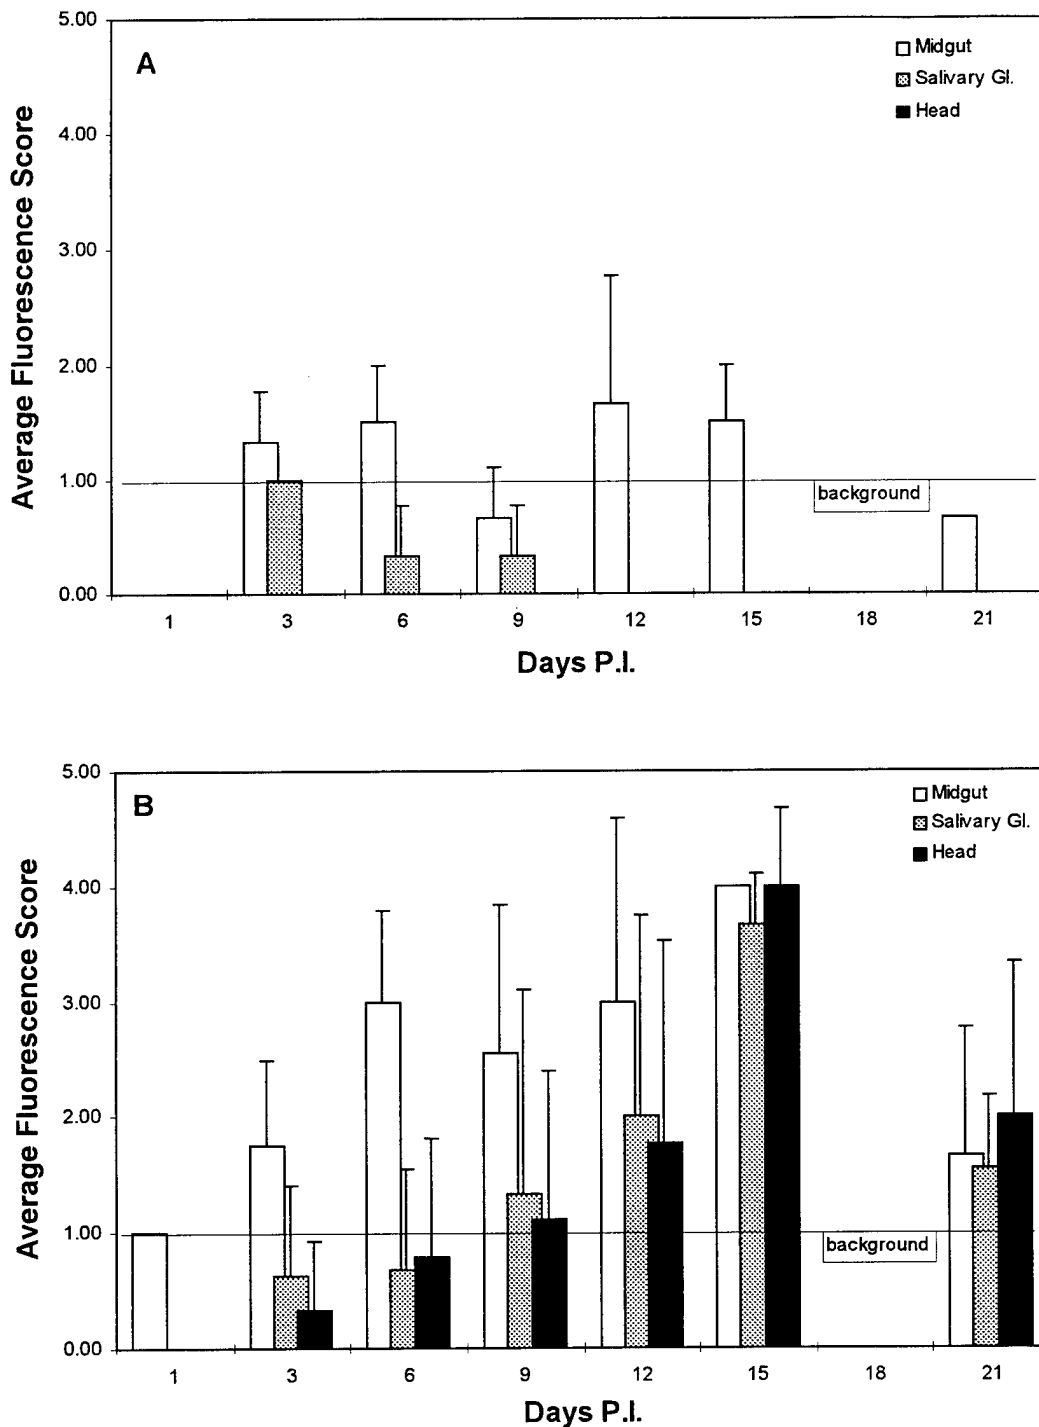 5.00
A
Midgut
Salivary Gl.
Head
4.00
3.00
2.00
1.00
background
0.00
1 3 6 9 12 15 18 21
Average Fluorescence Score
Days P.I.
5.00
B
Midgut
Salivary Gl.
Head
4.00
3.00
2.00
1.00
background
0.00
1 3 6 9 12 15 18 21
Average Fluorescence Score
Days P.I.